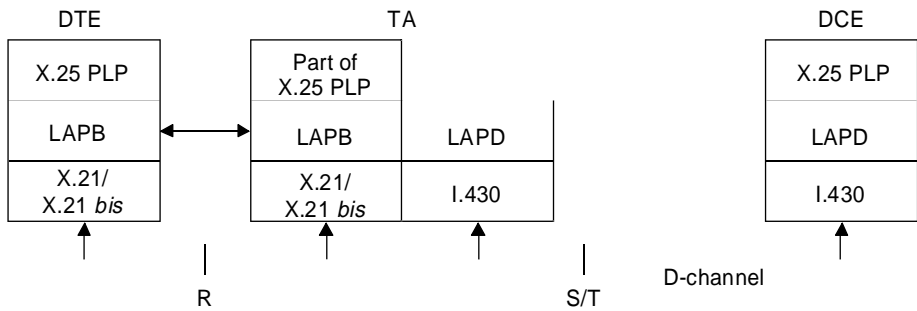 DTE
TA
DCE
X.25 PLP
Part of
X.25 PLP
X.25 PLP
LAPB
LAPB
LAPD
LAPD
X.21/
X.21 bis
X.21/
X.21 bis
I.430
I.430
R
S/T
D-channel